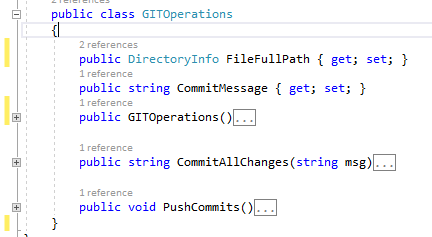 2 references
public class GITOperations
{
2 references
public DirectoryInfo FileFullPath { get; set; }
1 reference
public string CommitMessage { get; set; }
1 reference
public GITOperations()...
1 reference
public string CommitAllChanges(string msg)...
1 reference
public void PushCommits()...
}